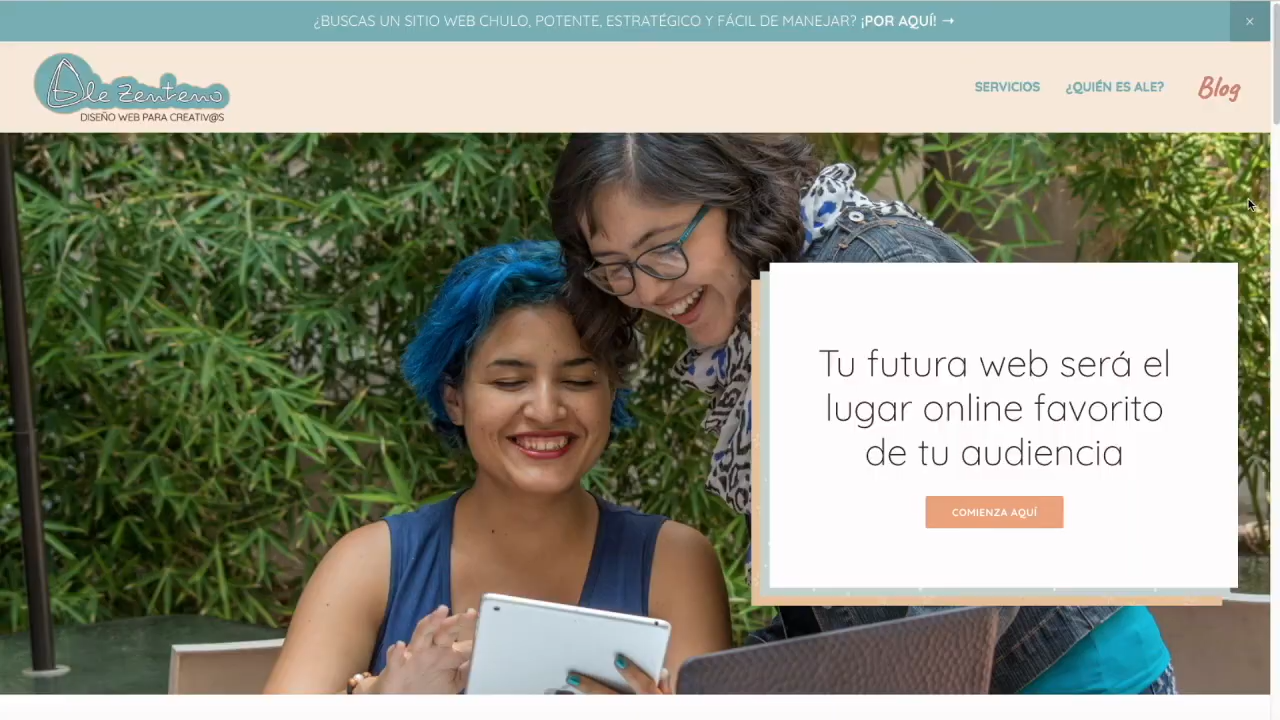 ¿BUSCAS UN SITIO WEB CHULO, POTENTE, ESTRATÉGICO Y FÁCIL DE MANEJAR? ¡POR AQUÍ! → ×
Ale Zenteno
DISEÑO WEB PARA CREATIV@S
SERVICIOS ¿QUIÉN ES ALE? Blog
Tu futura web será el
lugar online favorito
de tu audiencia
COMIENZA AQUÍ